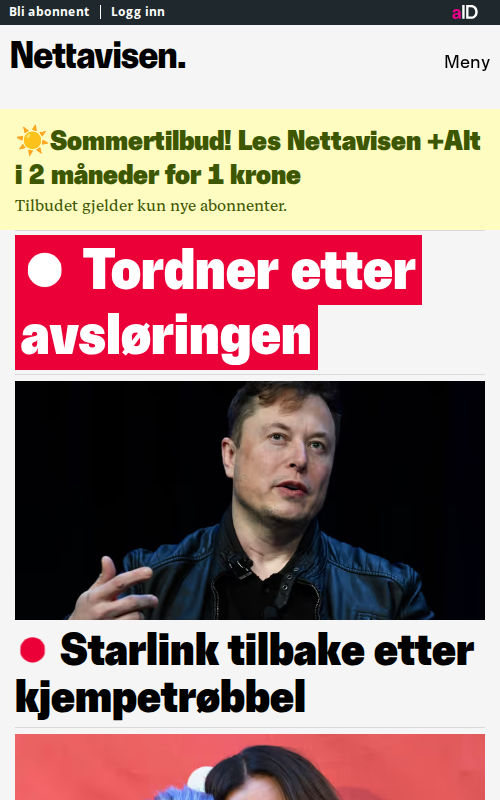 Bli abonnent | Logg inn
aID
Nettavisen.
Meny
☀️Sommertilbud! Les Nettavisen +Alt
i 2 måneder for 1 krone
Tilbudet gjelder kun nye abonnenter.
● Tordner etter
avsløringen
● Starlink tilbake etter
kjempetrøbbel